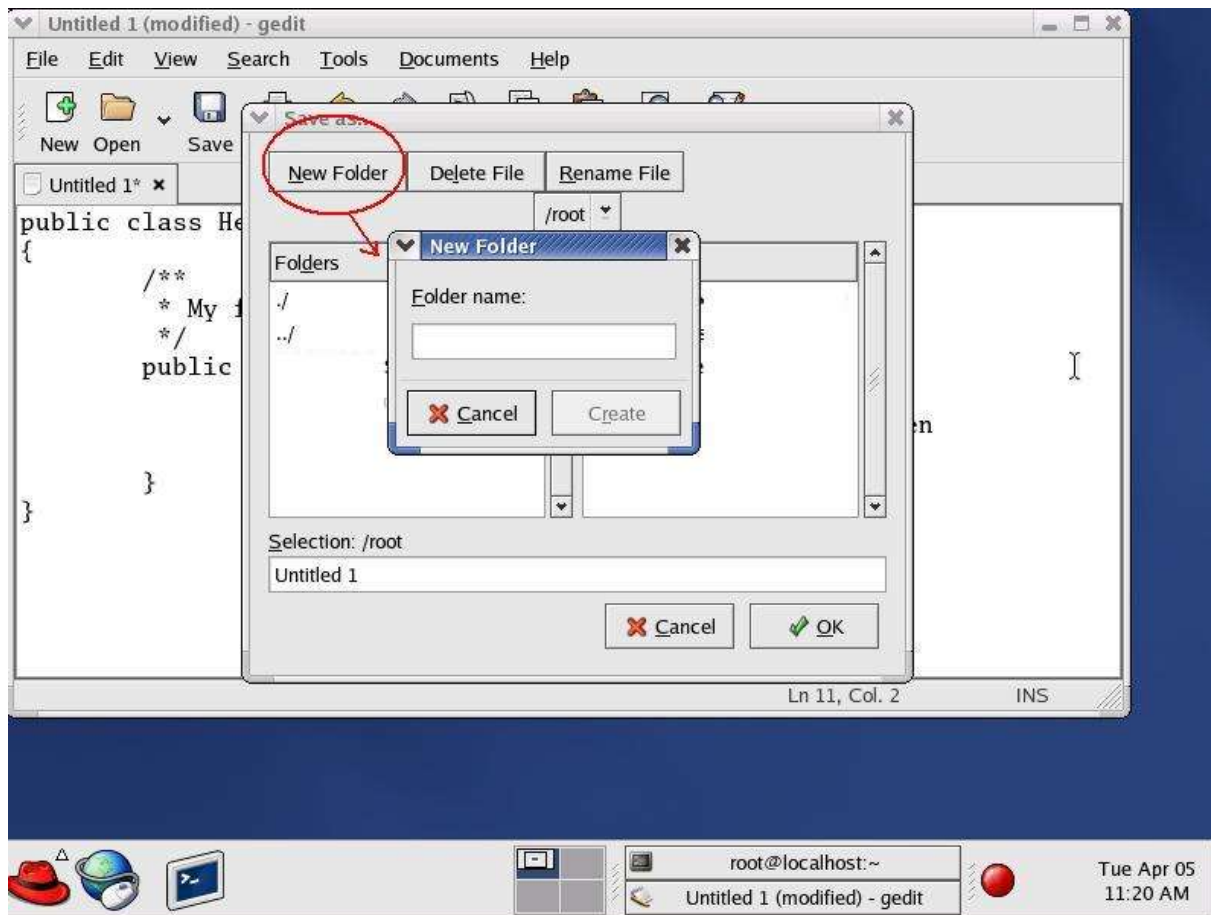 Untitled 1 (modified) - gedit
File Edit View Search Tools Documents Help
New Open Save
Save as...
New Folder Delete File Rename File
Untitled 1*
/root
public class
{
/**
* My
*/
public
}
}
Folders
./
../
New Folder
Folder name:
Cancel Create
Selection: /root
Untitled 1
Cancel OK
Ln 11, Col. 2 INS
root@localhost:~
Untitled 1 (modified) - gedit
Tue Apr 05
11:20 AM